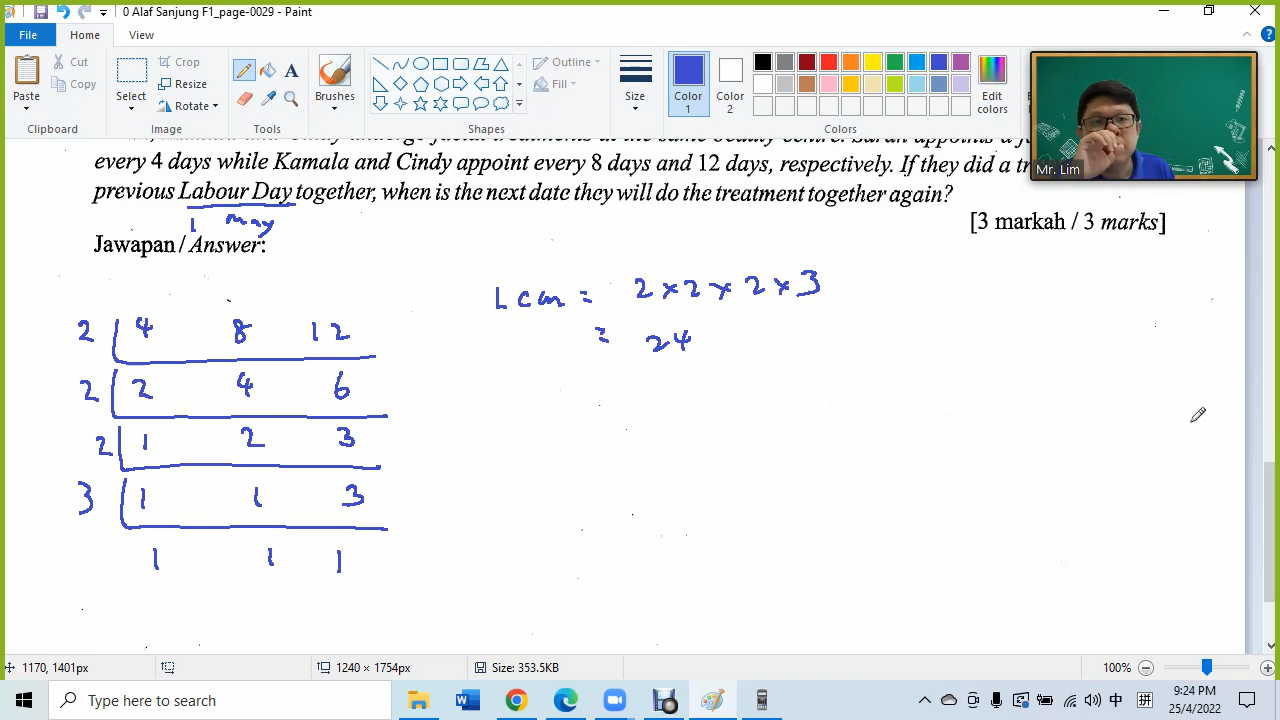 0 Alaf Sanjung F1_page-0029 - Paint
File Home View
Cut
Copy
Paste
Clipboard
Select
Crop
Resize
Rotate
Image
Tools
Brushes
Shapes
Outline
Fill
Size
Color 1
Color 2
Edit colors
Colors
Mr. Lim
every 4 days while Kamala and Cindy appoint every 8 days and 12 days, respectively. If they did a tr
previous Labour Day together, when is the next date they will do the treatment together again?
1 may
[3 markah / 3 marks]
Jawapan / Answer:
LCM = 2 × 2 × 2 × 3
= 24
2 4 8 12
2 2 4 6
2 1 2 3
3 1 1 3
1 1 1
1170, 1401px
1240 × 1754px
Size: 353.5KB
100%
Type here to search
中
拼
9:24 PM
25/4/2022